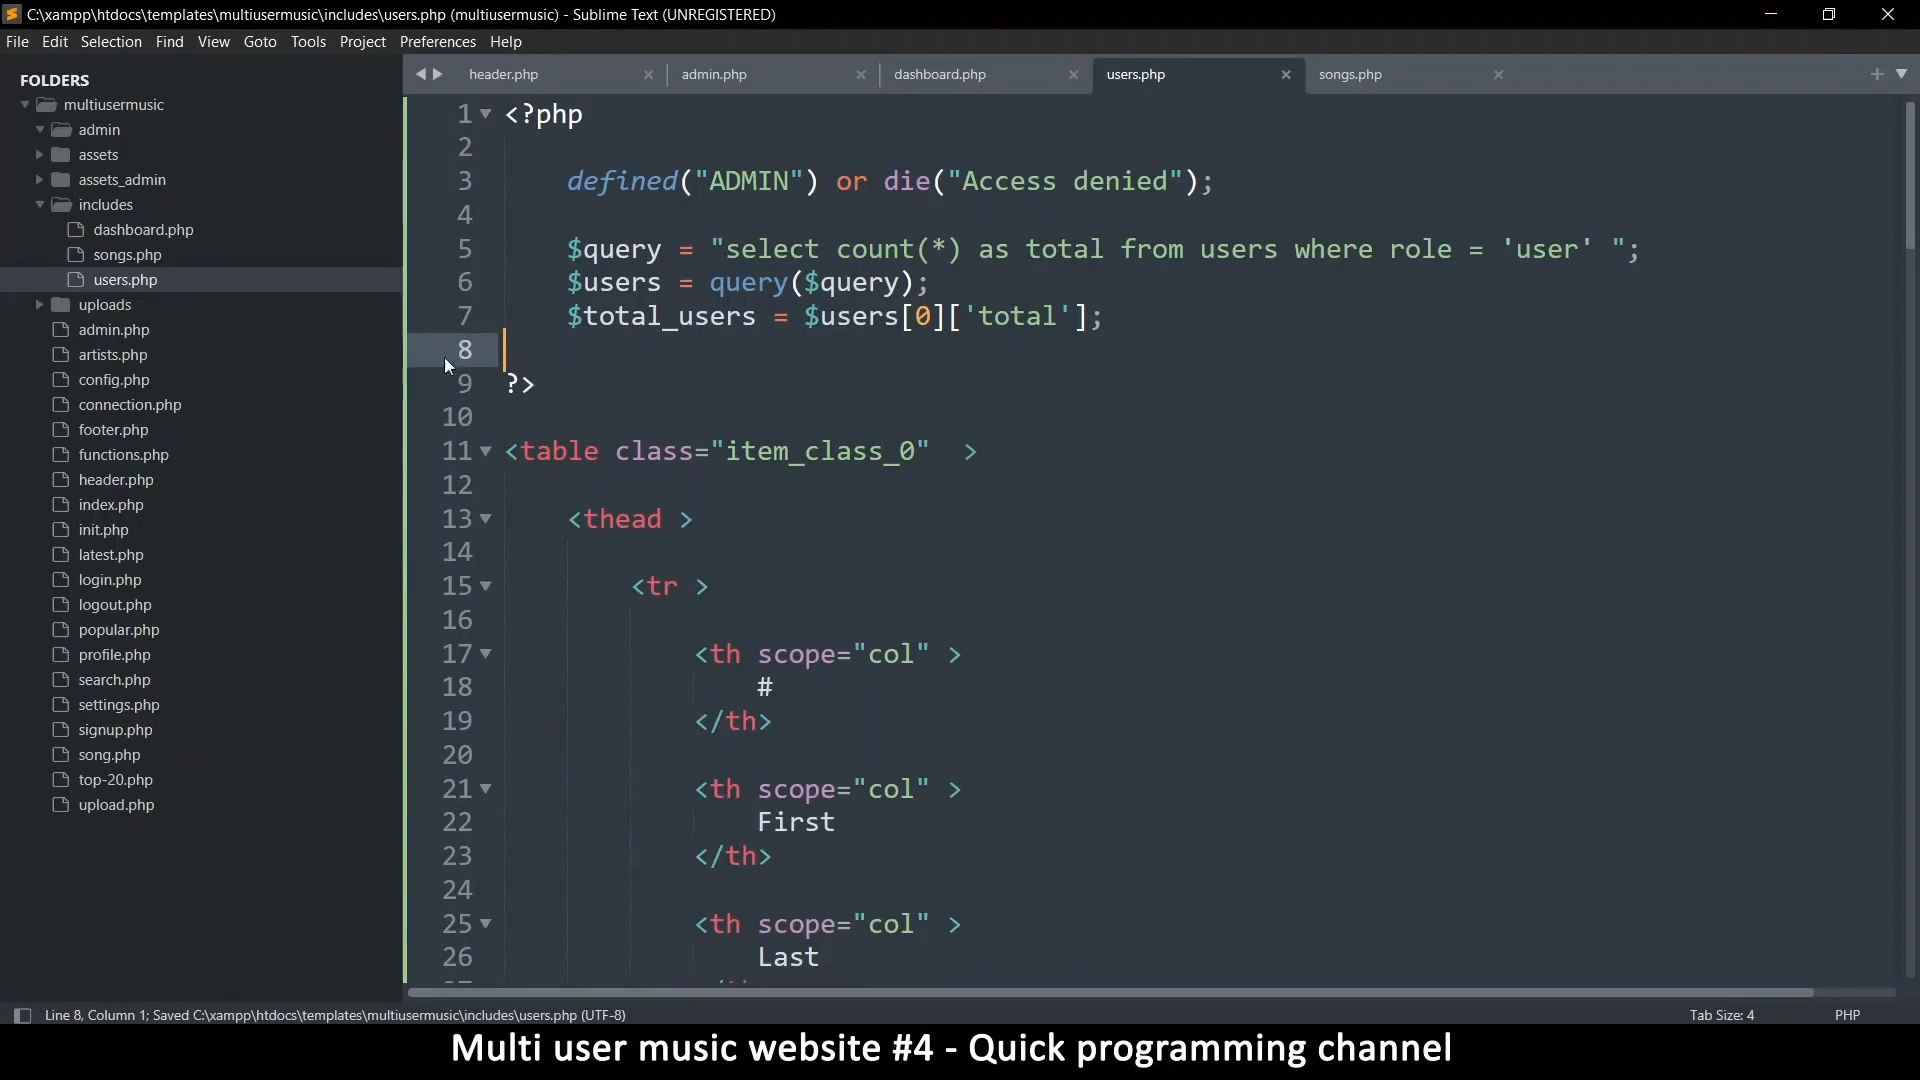 C:\xampp\htdocs\templates\multiusermusic\includes\users.php (multiusermusic) - Sublime Text (UNREGISTERED)
File Edit Selection Find View Goto Tools Project Preferences Help
FOLDERS
multiusermusic
admin
assets
assets_admin
includes
dashboard.php
songs.php
users.php
uploads
admin.php
artists.php
config.php
connection.php
footer.php
functions.php
header.php
index.php
init.php
latest.php
login.php
logout.php
popular.php
profile.php
search.php
settings.php
signup.php
song.php
top-20.php
upload.php
header.php admin.php dashboard.php users.php songs.php
1 <?php
2
3 defined("ADMIN") or die("Access denied");
4
5 $query = "select count(*) as total from users where role = 'user' ";
6 $users = query($query);
7 $total_users = $users[0]['total'];
8
9 ?>
10
11 <table class="item_class_0"  >
12
13 <thead >
14
15 <tr >
16
17 <th scope="col" >
18 #
19 </th>
20
21 <th scope="col" >
22 First
23 </th>
24
25 <th scope="col" >
26 Last
Line 8, Column 1; Saved C:\xampp\htdocs\templates\multiusermusic\includes\users.php (UTF-8) Tab Size: 4 PHP
Multi user music website #4 - Quick programming channel